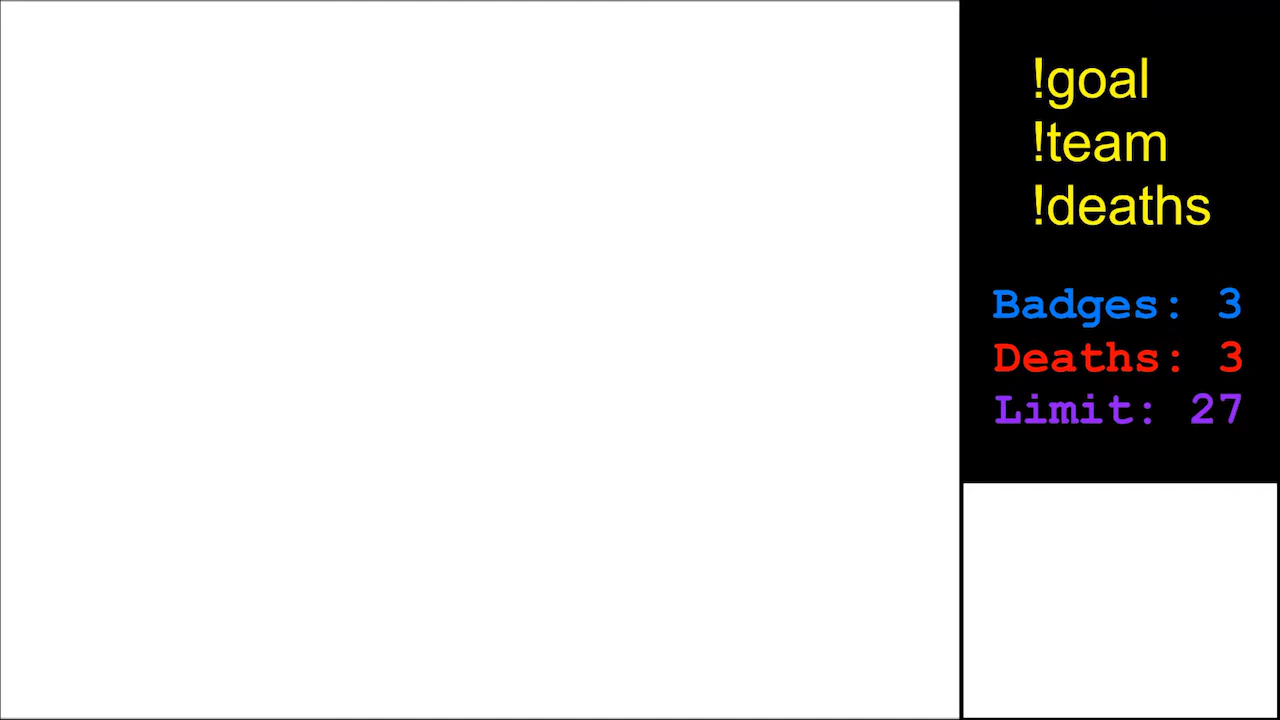 !goal
!team
!deaths
Badges: 3
Deaths: 3
Limit: 27